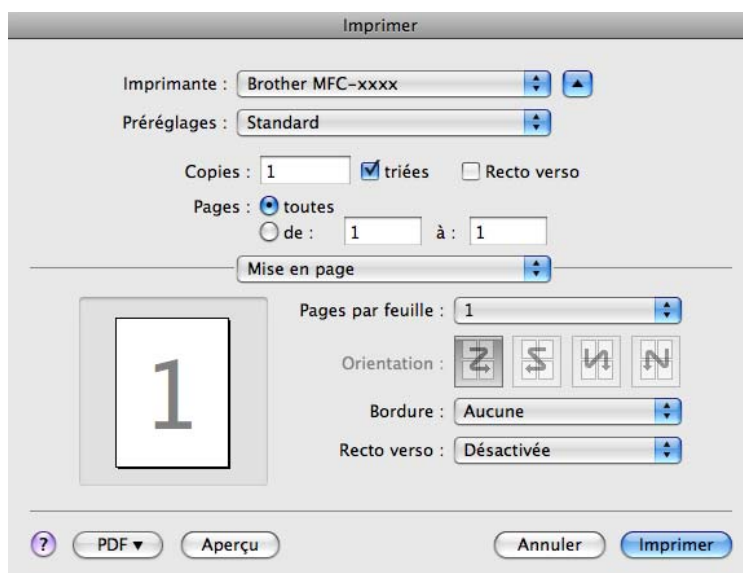 Imprimer
Imprimante : Brother MFC-xxxx
Préréglages : Standard
Copies : 1 triées Recto verso
Pages : toutes
de : 1 à : 1
Mise en page
Pages par feuille : 1
1
Orientation :
Bordure : Aucune
Recto verso : Désactivée
? PDF▼ Aperçu Annuler Imprimer